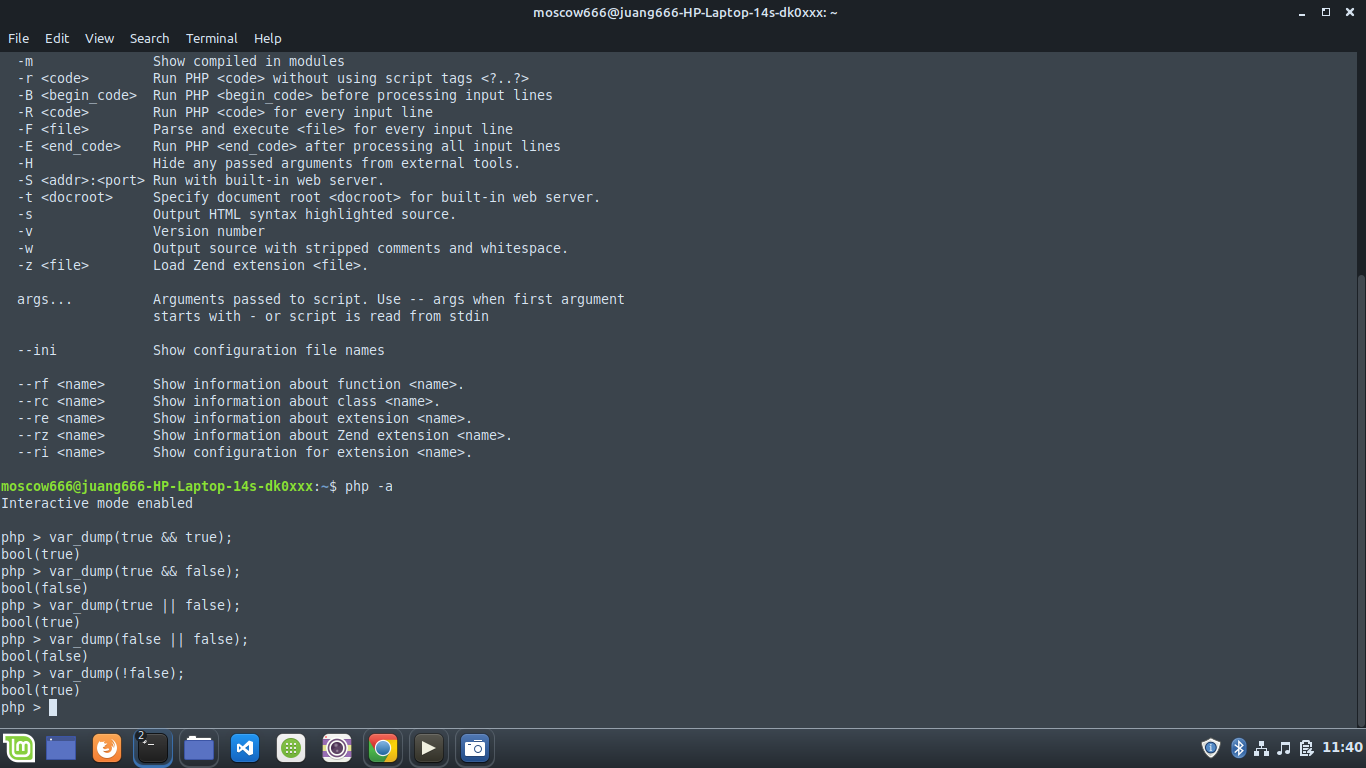 moscow666@juang666-HP-Laptop-14s-dk0xxx: ~
File Edit View Search Terminal Help
-m Show compiled in modules
-r <code> Run PHP <code> without using script tags <?..?>
-B <begin_code> Run PHP <begin_code> before processing input lines
-R <code> Run PHP <code> for every input line
-F <file> Parse and execute <file> for every input line
-E <end_code> Run PHP <end_code> after processing all input lines
-H Hide any passed arguments from external tools.
-S <addr>:<port> Run with built-in web server.
-t <docroot> Specify document root <docroot> for built-in web server.
-s Output HTML syntax highlighted source.
-v Version number
-w Output source with stripped comments and whitespace.
-z <file> Load Zend extension <file>.
args... Arguments passed to script. Use -- args when first argument
starts with - or script is read from stdin
--ini Show configuration file names
--rf <name> Show information about function <name>.
--rc <name> Show information about class <name>.
--re <name> Show information about extension <name>.
--rz <name> Show information about Zend extension <name>.
--ri <name> Show configuration for extension <name>.
moscow666@juang666-HP-Laptop-14s-dk0xxx:~$ php -a
Interactive mode enabled
php > var_dump(true && true);
bool(true)
php > var_dump(true && false);
bool(false)
php > var_dump(true || false);
bool(true)
php > var_dump(false || false);
bool(false)
php > var_dump(!false);
bool(true)
php >
2
11:40